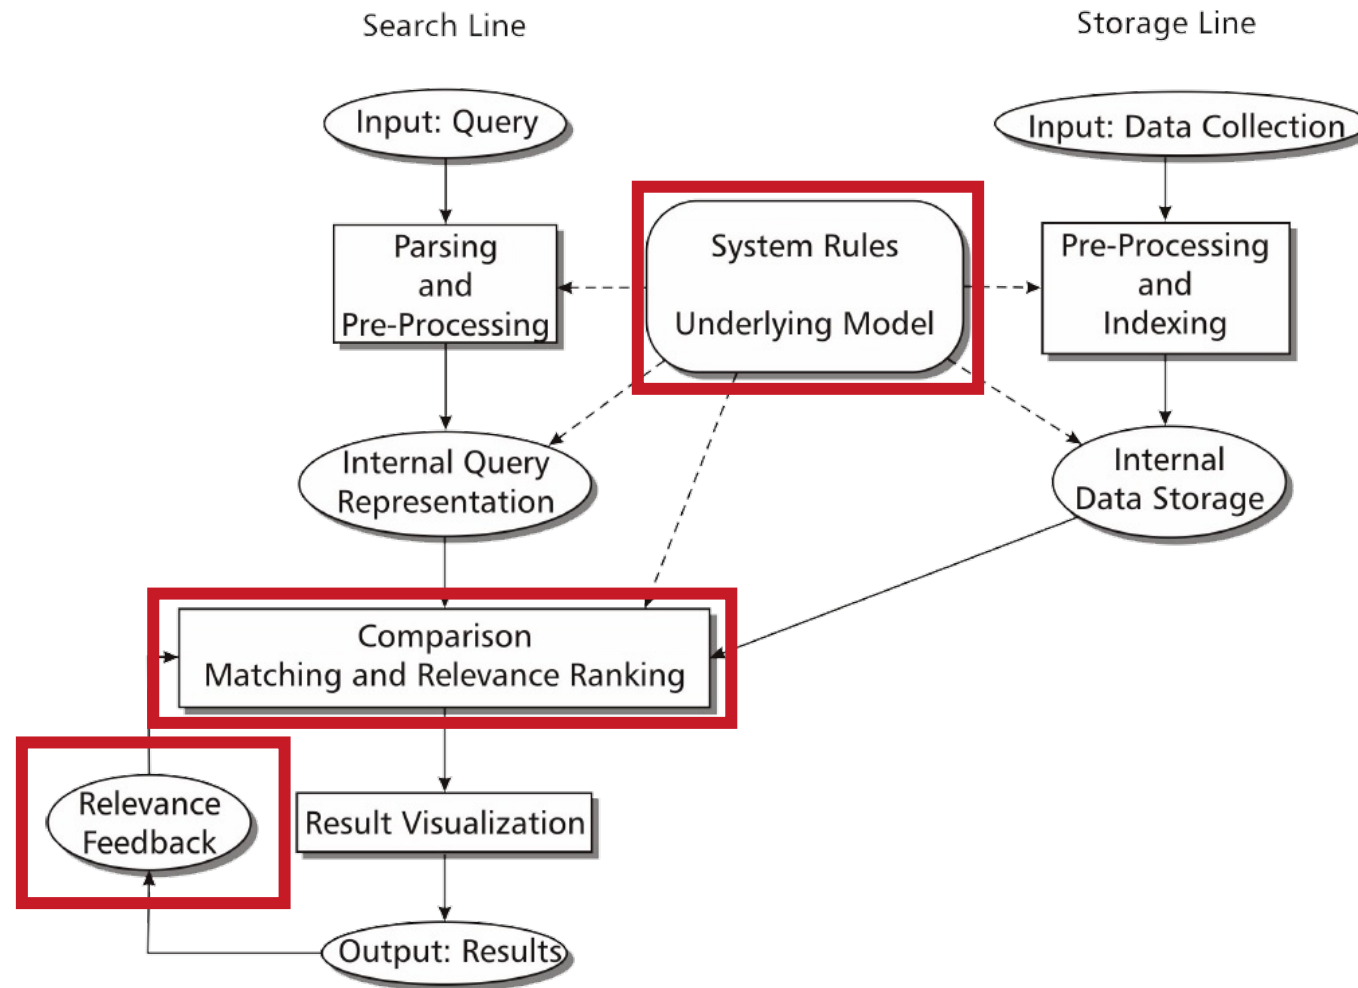 Search Line
Storage Line
Input: Query
Input: Data Collection
Parsing
and
Pre-Processing
System Rules
Underlying Model
Pre-Processing
and
Indexing
Internal Query
Representation
Internal
Data Storage
Comparison
Matching and Relevance Ranking
Relevance
Feedback
Result Visualization
Output: Results